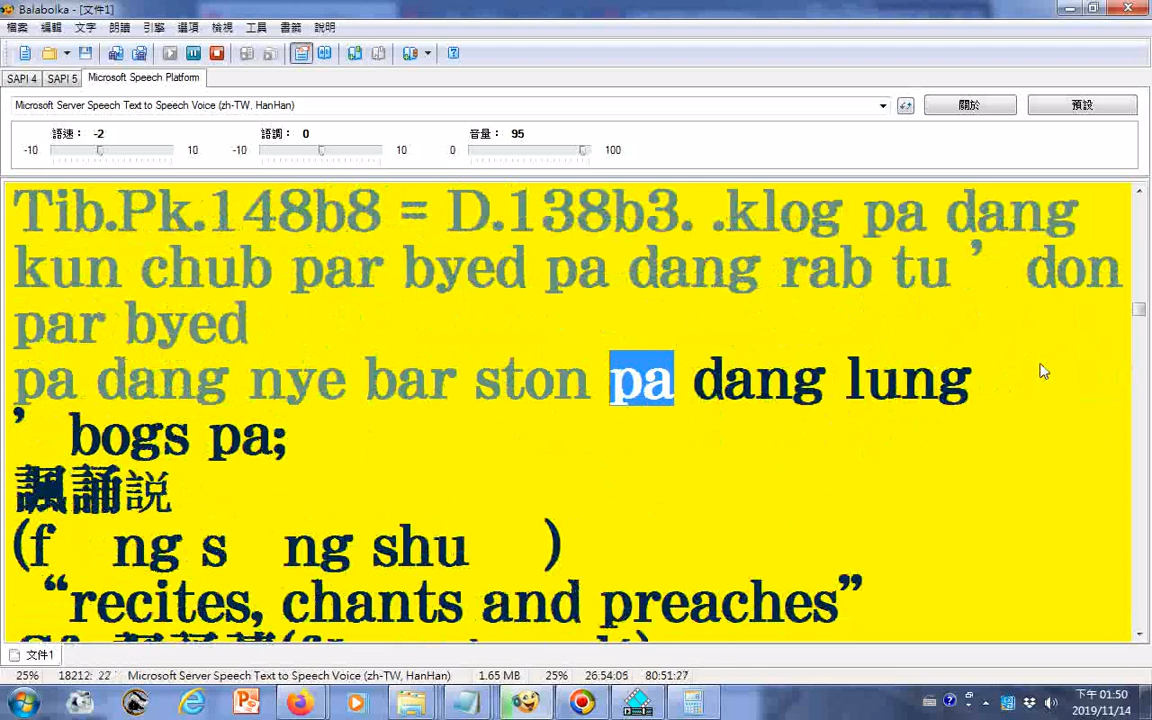 Balabolka - [文件1]
檔案 編輯 文字 朗讀 引擎 選項 檢視 工具 書籤 說明
SAPI 4 SAPI 5 Microsoft Speech Platform
Microsoft Server Speech Text to Speech Voice (zh-TW, HanHan) 關於 預設
語速： -2 語調： 0 音量： 95
-10 10 -10 10 0 100
Tib.Pk.148b8 = D.138b3. .klog pa dang
kun chub par byed pa dang rab tu ’ don
par byed
pa dang nye bar ston pa dang lung
’ bogs pa;
諷誦説
(f ng s ng shu )
“recites, chants and preaches”
文件1
25% 18212: 22 Microsoft Server Speech Text to Speech Voice (zh-TW, HanHan) 1.65 MB 25% 26:54:05 80:51:27
下午 01:50
2019/11/14